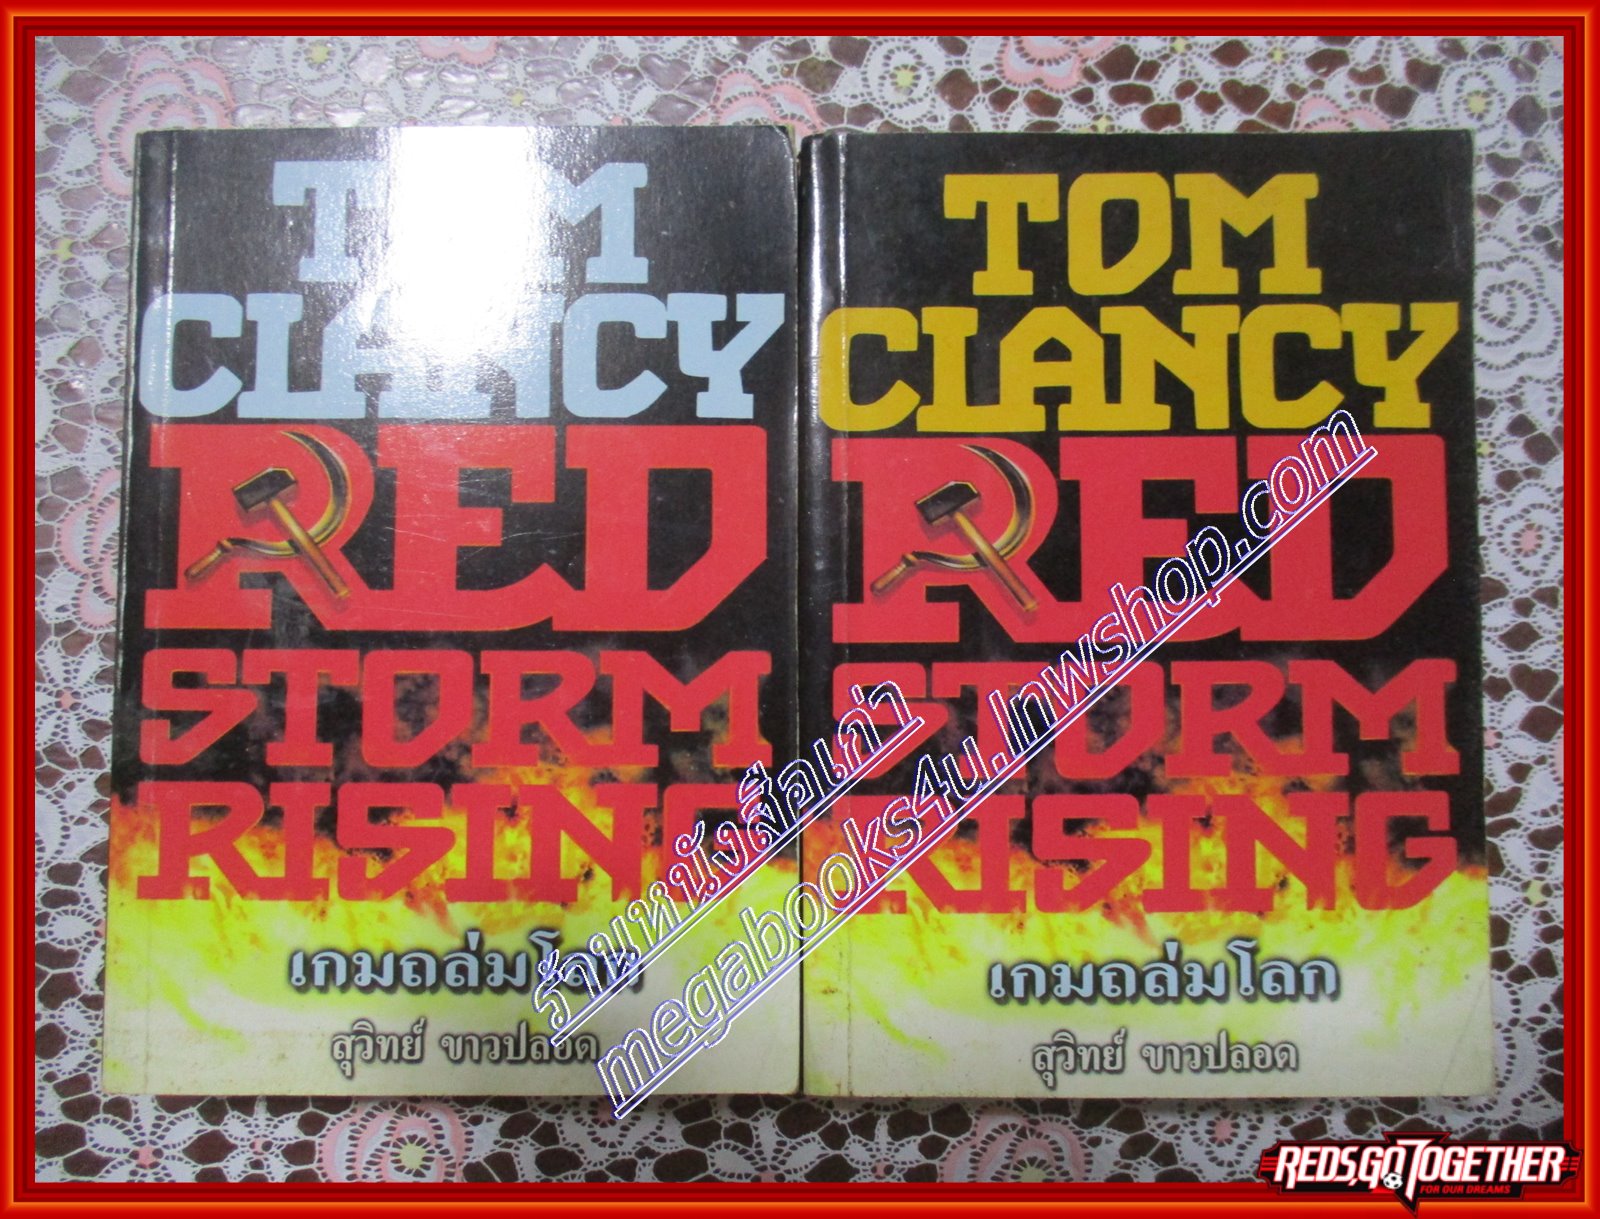 TOM
CLANCY
RED
STORM
RISING
เกมถล่มโลก
สุวิทย์ ขาวปลอด
TOM
CLANCY
RED
STORM
RISING
เกมถล่มโลก
สุวิทย์ ขาวปลอด
ร้านหนังสือเก่า
megabooks4u.lnwshop.com
REDS,GO TOGETHER
FOR OUR DREAMS